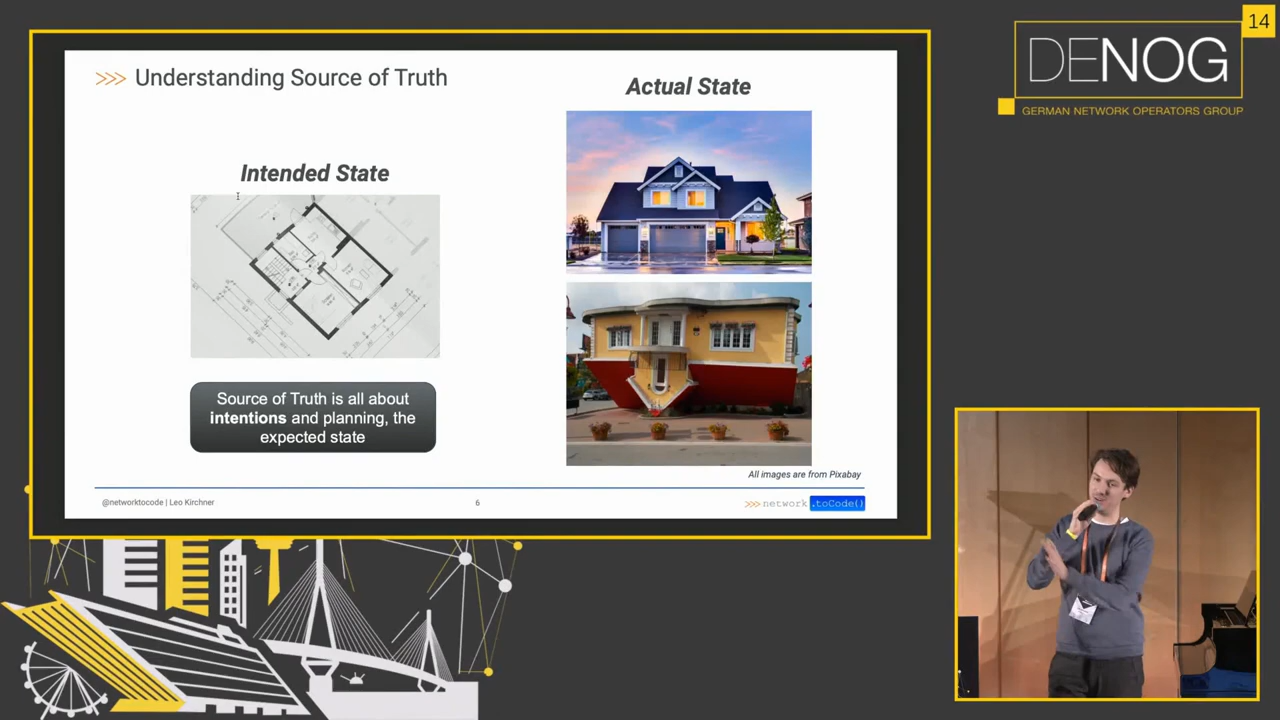 14
DENOG
GERMAN NETWORK OPERATORS GROUP
>>> Understanding Source of Truth
Actual State
Intended State
Source of Truth is all about
intentions and planning, the
expected state
All images are from Pixabay
@networktocode | Leo Kirchner
6
>>> network.toCode()